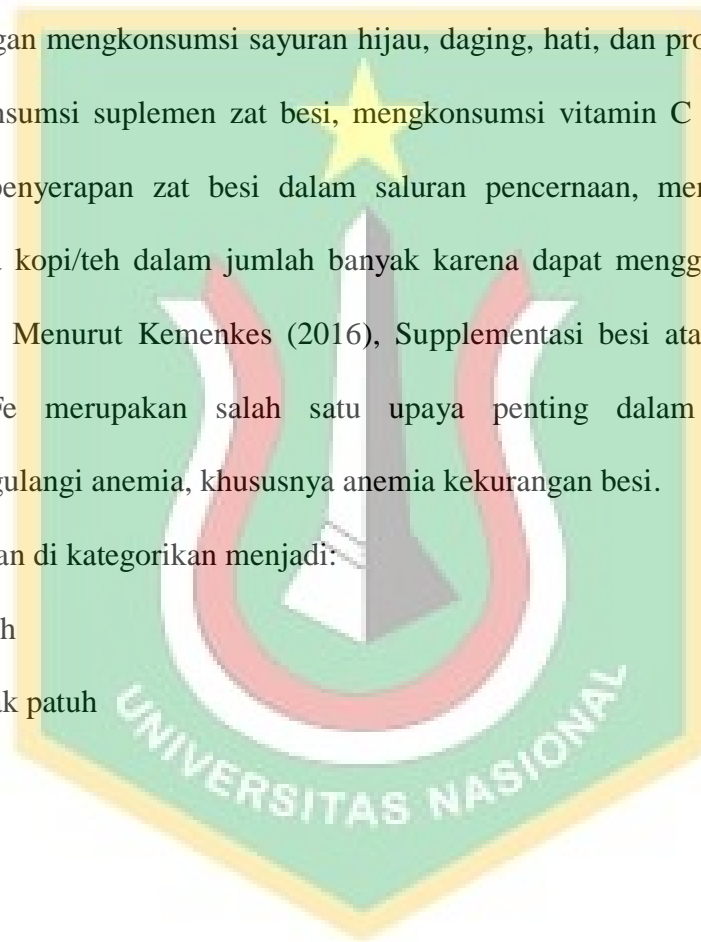 gan mengkonsumsi sayuran hijau, daging, hati, dan pro
nsumsi suplemen zat besi, mengkonsumsi vitamin C
penyerapan zat besi dalam saluran pencernaan, mer
kopi/teh dalam jumlah banyak karena dapat mengg
Menurut Kemenkes (2016), Supplementasi besi ata
Fe merupakan salah satu upaya penting dalam
gulangi anemia, khususnya anemia kekurangan besi.
an di kategorikan menjadi:
h
ak patuh
UNIVERSITAS NASIONAL